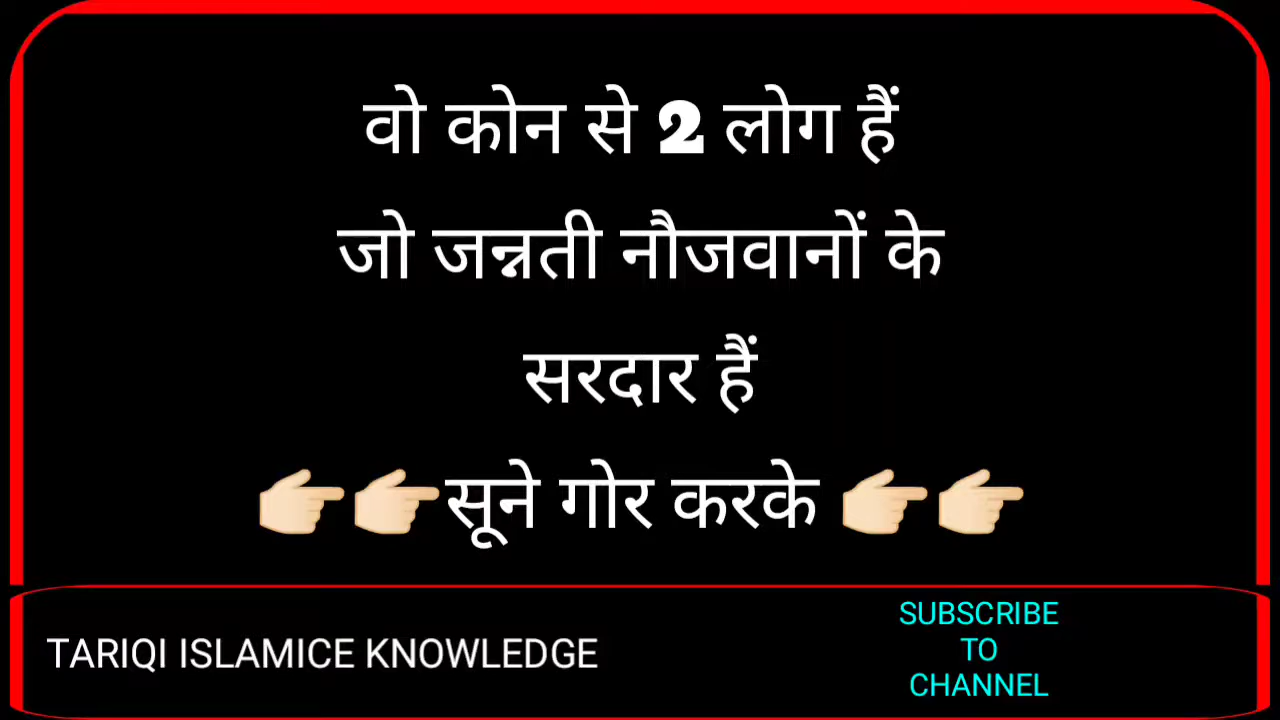 वो कोन से 2 लोग हैं
जो जन्नती नौजवानों के
सरदार हैं
👉🏻👉🏻सूने गोर करके 👉🏻👉🏻
TARIQI ISLAMICE KNOWLEDGE
SUBSCRIBE
TO
CHANNEL